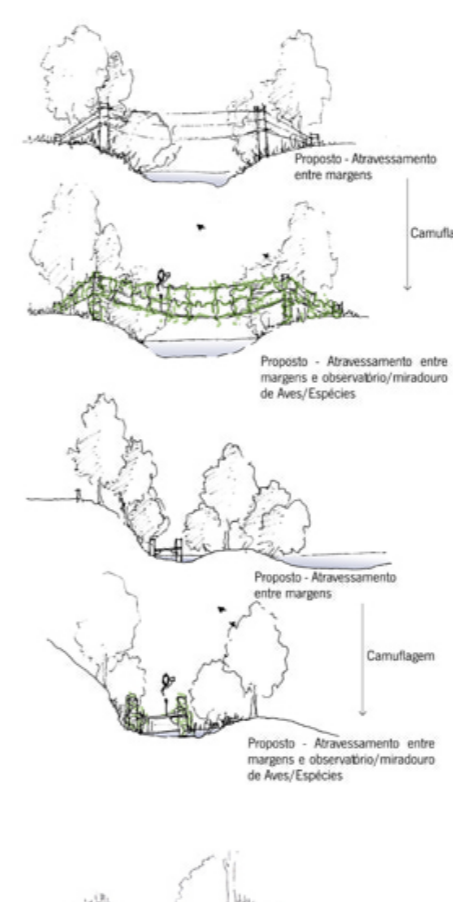 Proposto - Atravessamento
entre margens
Camufla
Proposto - Atravessamento entre
margens e observatório/miradouro
de Aves/Espécies
Proposto - Atravessamento
entre margens
Camuflagem
Proposto - Atravessamento entre
margens e observatório/miradouro
de Aves/Espécies